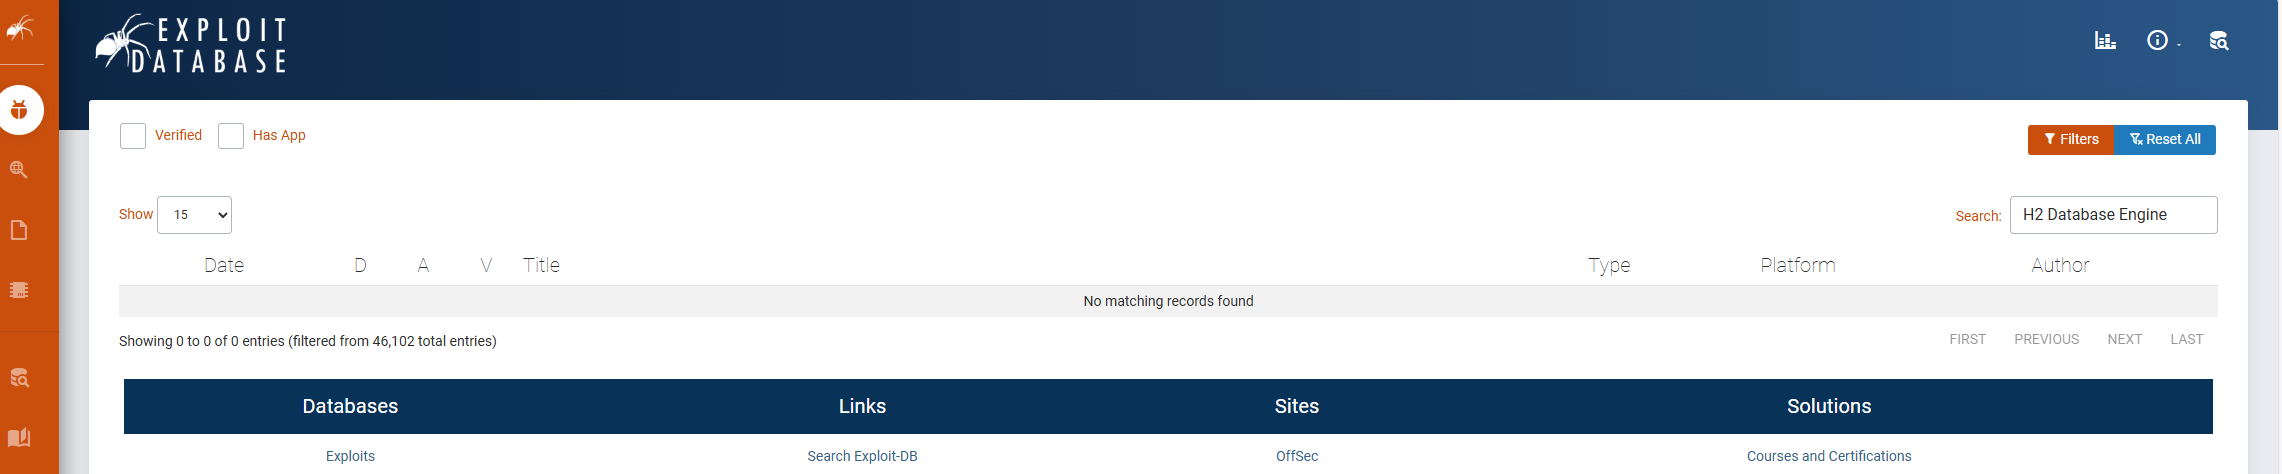 EXPLOIT
DATABASE
Verified Has App
Filters Reset All
Show 15 Search: H2 Database Engine
Date D A V Title Type Platform Author
No matching records found
Showing 0 to 0 of 0 entries (filtered from 46,102 total entries) FIRST PREVIOUS NEXT LAST
Databases Links Sites Solutions
Exploits Search Exploit-DB OffSec Courses and Certifications